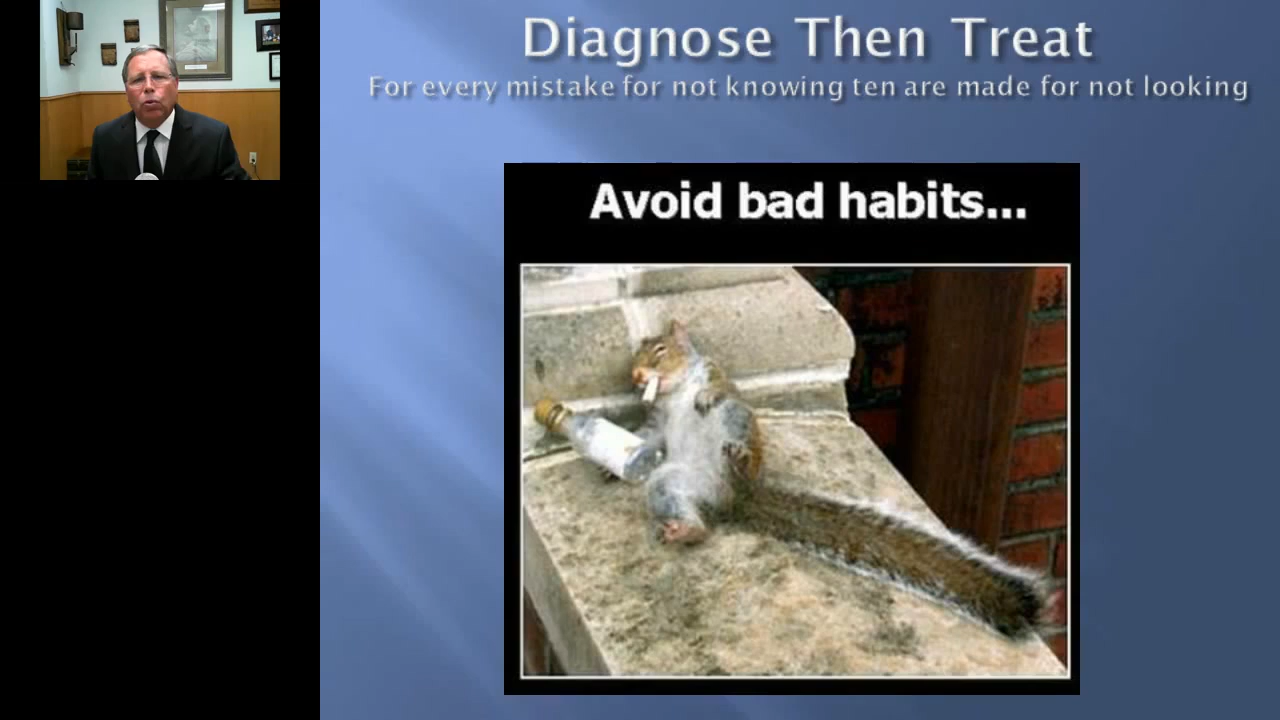 Diagnose Then Treat
For every mistake for not knowing ten are made for not looking
Avoid bad habits...